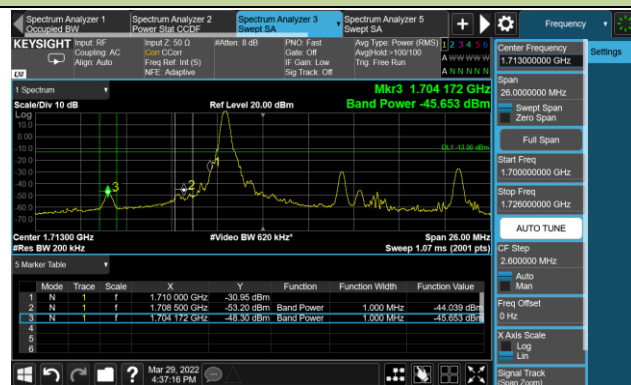 Spectrum Analyzer 1
Occupied BW
Spectrum Analyzer 2
Power Stat CCDF
Spectrum Analyzer 3
Swept SA
Spectrum Analyzer 5
Swept SA
Frequency
KEYSIGHT
Input: RF
Coupling: AC
Align: Auto
Input Z: 50 Ω
Corr CCorr
Freq Ref: Int (S)
NFE: Adaptive
#Atten: 8 dB
PNO: Fast
Gate: Off
IF Gain: Low
Sig Track: Off
Avg Type: Power (RMS)
Avg|Hold >100/100
Trig: Free Run
1 2 3 4 5 6
A W W W W W
A N N N N N
LXI
1 Spectrum
Scale/Div 10 dB
Ref Level 20.00 dBm
Mkr3 1.704 172 GHz
Band Power -45.653 dBm
Log
10.0
0.00
-10.0
-20.0
-30.0
-40.0
-50.0
-60.0
-70.0
DL1 -13.00 dBm
1
2
3
Center 1.71300 GHz
#Res BW 200 kHz
#Video BW 620 kHz*
Span 26.00 MHz
Sweep 1.07 ms (2001 pts)
5 Marker Table
Mode Trace Scale X Y Function Function Width Function Value
1 N 1 f 1.710 000 GHz -30.95 dBm
2 N 1 f 1.708 500 GHz -53.20 dBm Band Power 1.000 MHz -44.039 dBm
3 N 1 f 1.704 172 GHz -48.30 dBm Band Power 1.000 MHz -45.653 dBm
4
5
6
Mar 29, 2022
4:37:16 PM
Center Frequency
1.713000000 GHz
Settings
Span
26.0000000 MHz
Swept Span
Zero Span
Full Span
Start Freq
1.700000000 GHz
Stop Freq
1.726000000 GHz
AUTO TUNE
CF Step
2.600000 MHz
Auto
Man
Freq Offset
0 Hz
X Axis Scale
Log
Lin
Signal Track
(Span Zoom)